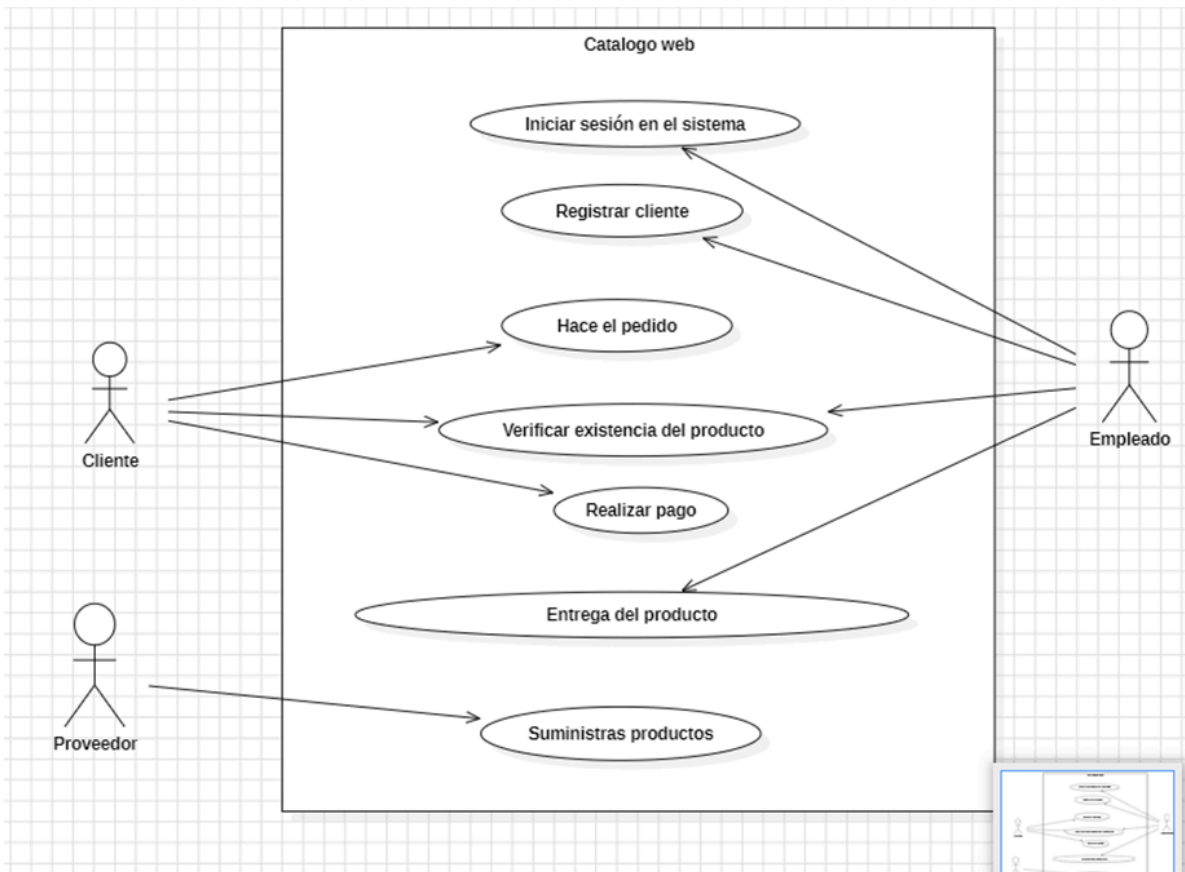 Catalogo web
Iniciar sesión en el sistema
Registrar cliente
Hace el pedido
Verificar existencia del producto
Realizar pago
Entrega del producto
Suministras productos
Cliente
Proveedor
Empleado